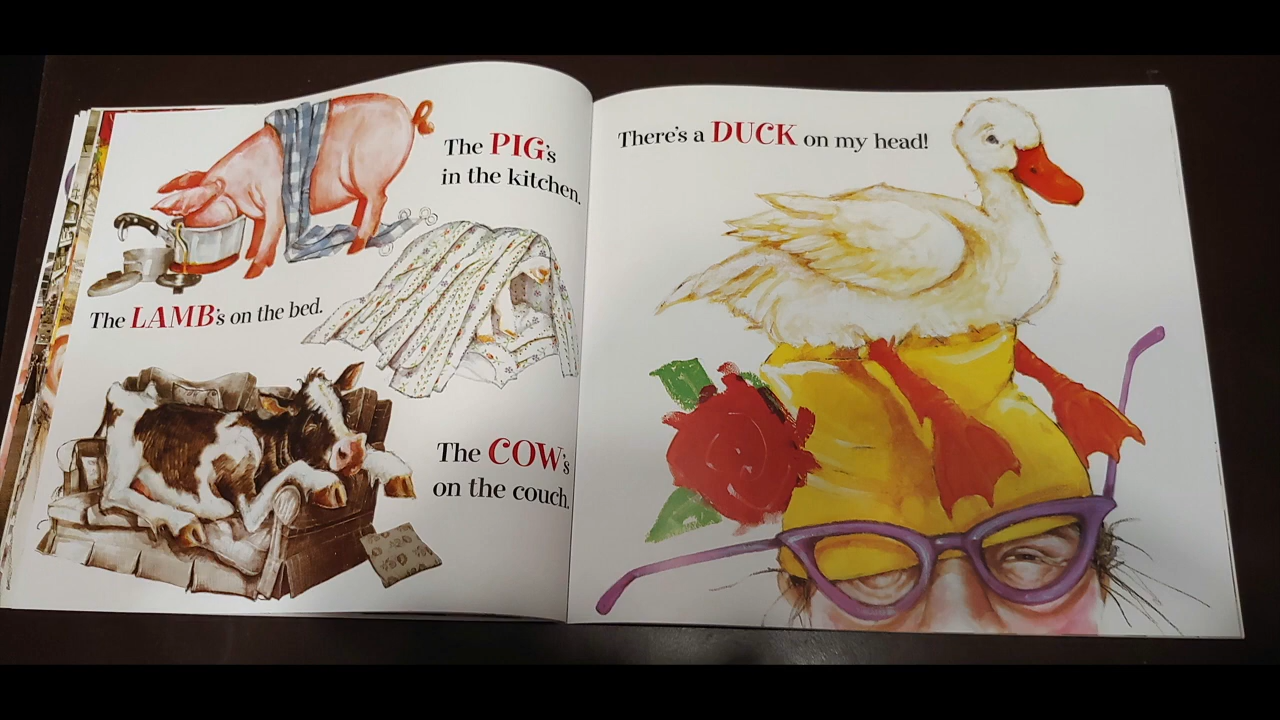 The PIG's
in the kitchen.
The LAMB's on the bed.
The COW's
on the couch.
There's a DUCK on my head!